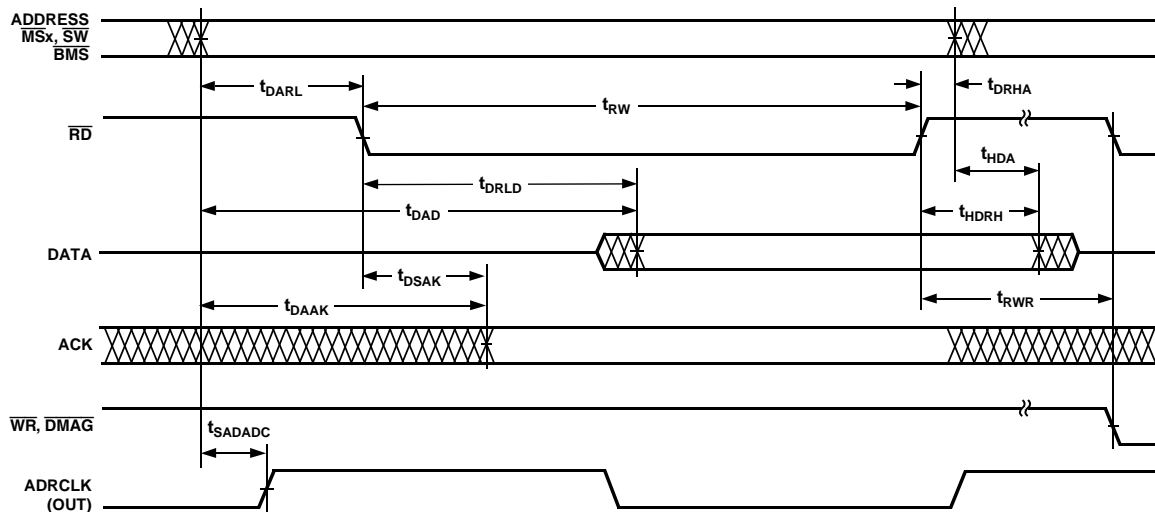 ADDRESS
MSx, SW
BMS
tDARL
tRW
tDRHA
RD
tHDA
tDRLD
tDAD
tHDRH
DATA
tDSAK
tDAAK
tRWR
ACK
WR, DMAG
tSADADC
ADRCLK
(OUT)